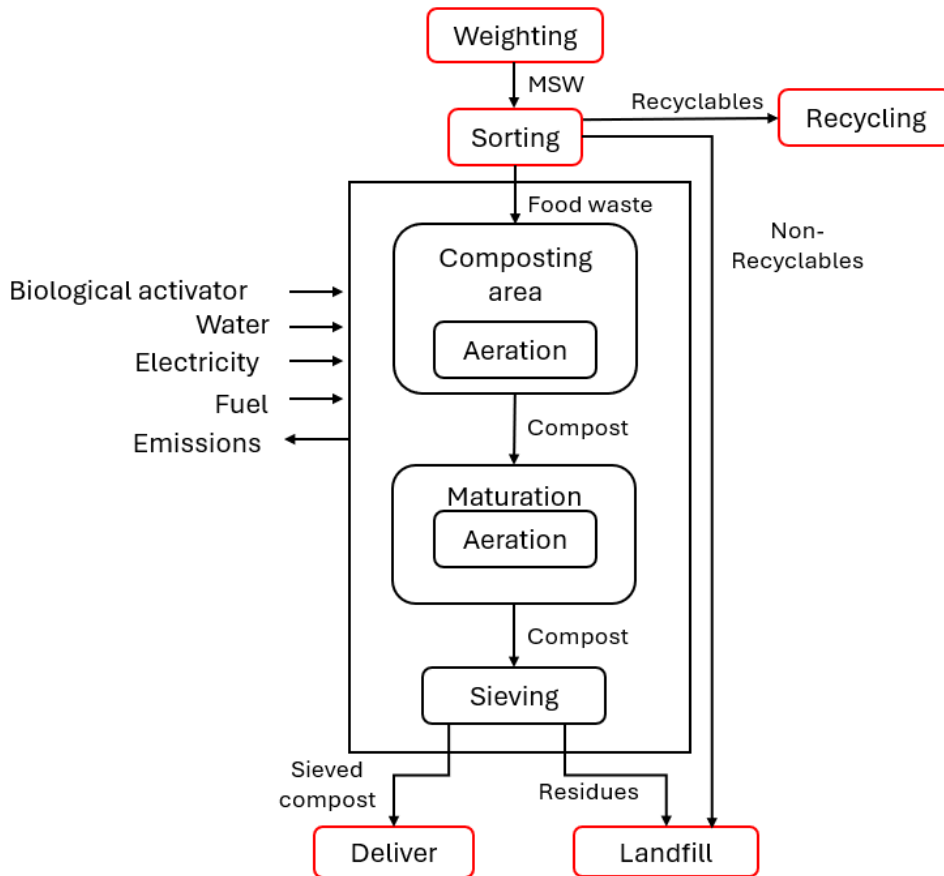 Weighting
MSW
Recyclables
Recycling
Sorting
Food waste
Non-
Recyclables
Composting
area
Aeration
Biological activator
Water
Electricity
Fuel
Emissions
Compost
Maturation
Aeration
Compost
Sieving
Sieved
compost
Residues
Deliver
Landfill